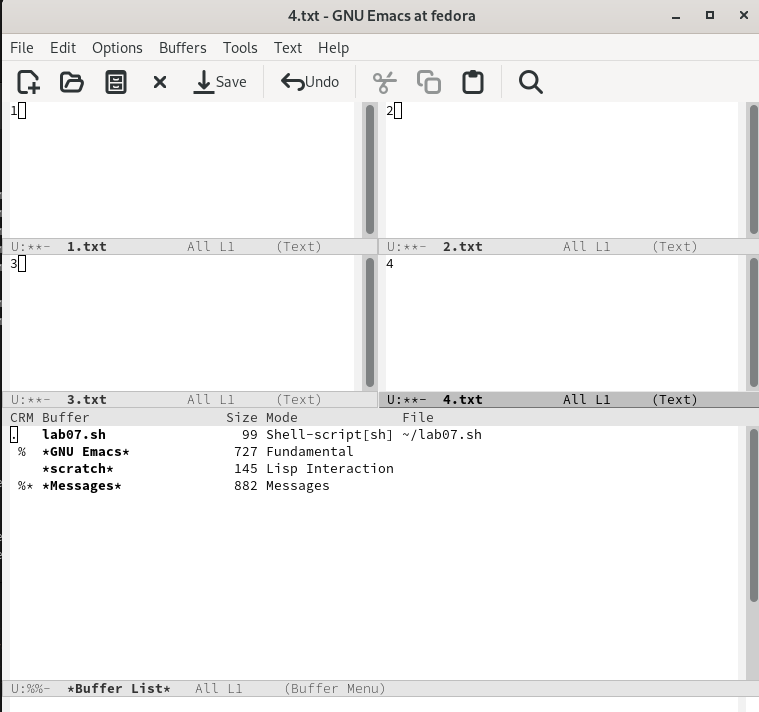 4.txt - GNU Emacs at fedora
File Edit Options Buffers Tools Text Help
Save Undo
1
2
U:**- 1.txt All L1 (Text)
U:**- 2.txt All L1 (Text)
3
4
U:**- 3.txt All L1 (Text)
U:**- 4.txt All L1 (Text)
CRM Buffer Size Mode File
. lab07.sh 99 Shell-script[sh] ~/lab07.sh
% *GNU Emacs* 727 Fundamental
*scratch* 145 Lisp Interaction
%* *Messages* 882 Messages
U:%%- *Buffer List* All L1 (Buffer Menu)